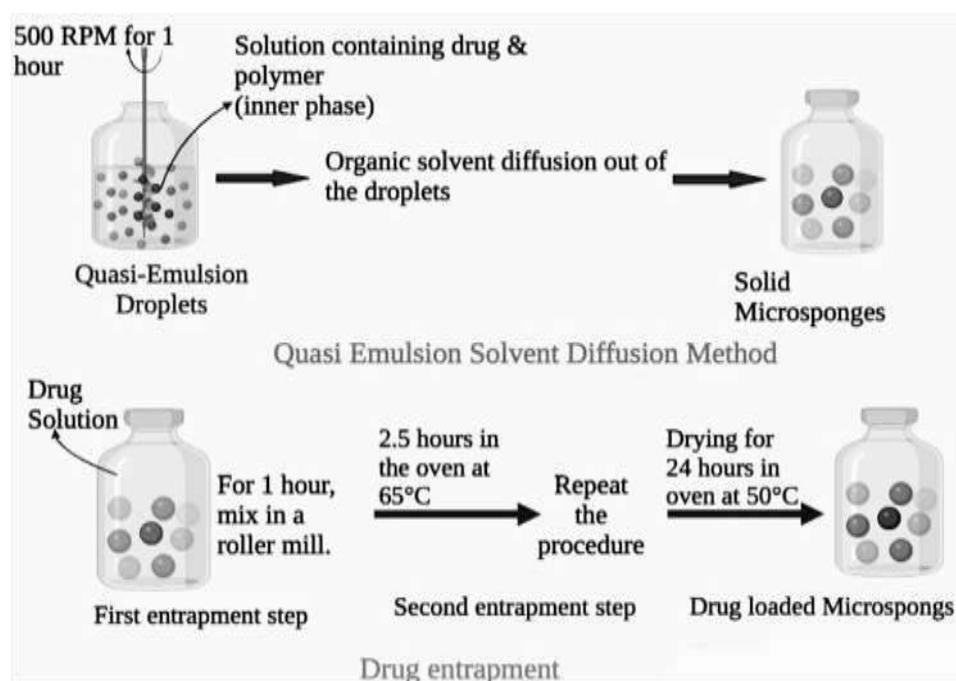 500 RPM for 1
hour
Solution containing drug &
polymer
(inner phase)
Organic solvent diffusion out of
the droplets
Quasi-Emulsion
Droplets
Solid
Microsponges
Quasi Emulsion Solvent Diffusion Method
Drug
Solution
For 1 hour,
mix in a
roller mill.
2.5 hours in
the oven at
65°C
Repeat
the
procedure
Drying for
24 hours in
oven at 50°C
First entrapment step
Second entrapment step
Drug loaded Microspongs
Drug entrapment